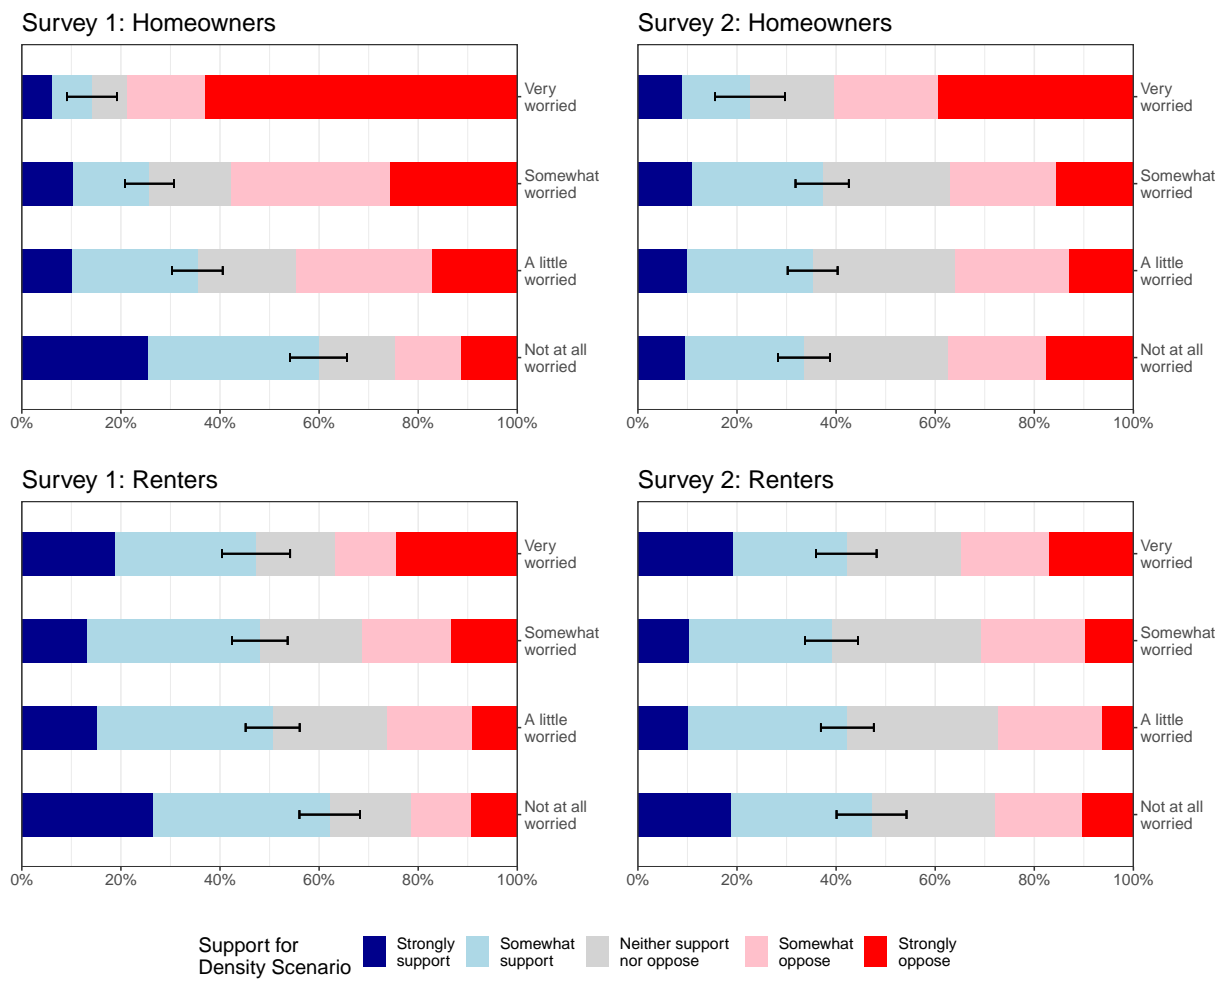 Survey 1: Homeowners
Survey 2: Homeowners
Very
worried
Somewhat
worried
A little
worried
Not at all
worried
0%
20%
40%
60%
80%
100%
Very
worried
Somewhat
worried
A little
worried
Not at all
worried
0%
20%
40%
60%
80%
100%
Survey 1: Renters
Survey 2: Renters
Very
worried
Somewhat
worried
A little
worried
Not at all
worried
0%
20%
40%
60%
80%
100%
Very
worried
Somewhat
worried
A little
worried
Not at all
worried
0%
20%
40%
60%
80%
100%
Support for
Density Scenario
Strongly
support
Somewhat
support
Neither support
nor oppose
Somewhat
oppose
Strongly
oppose